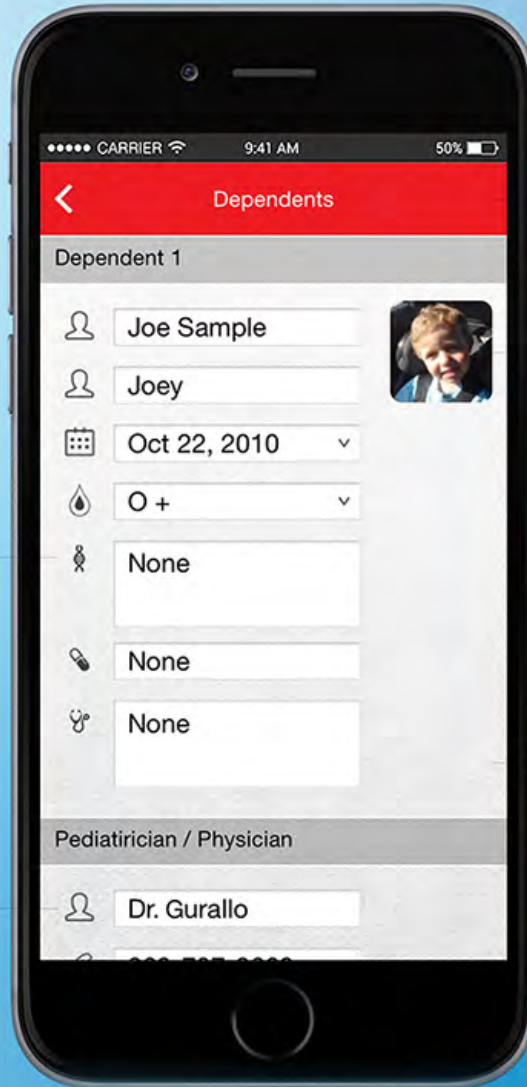 CARRIER 9:41 AM 50%
Dependents
Dependent 1
Joe Sample
Joey
Oct 22, 2010
O +
None
None
None
Pediatirician / Physician
Dr. Gurallo